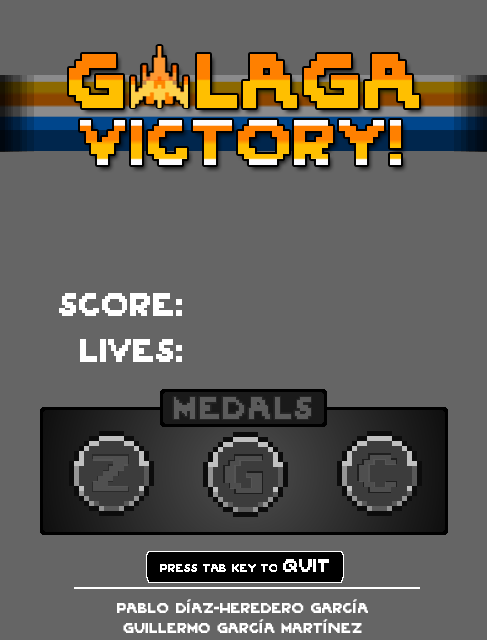 GALAGA
VICTORY!
SCORE:
LIVES:
MEDALS
Z G C
PRESS TAB KEY TO QUIT
PABLO DÍAZ-HEREDERO GARCÍA
GUILLERMO GARCÍA MARTÍNEZ